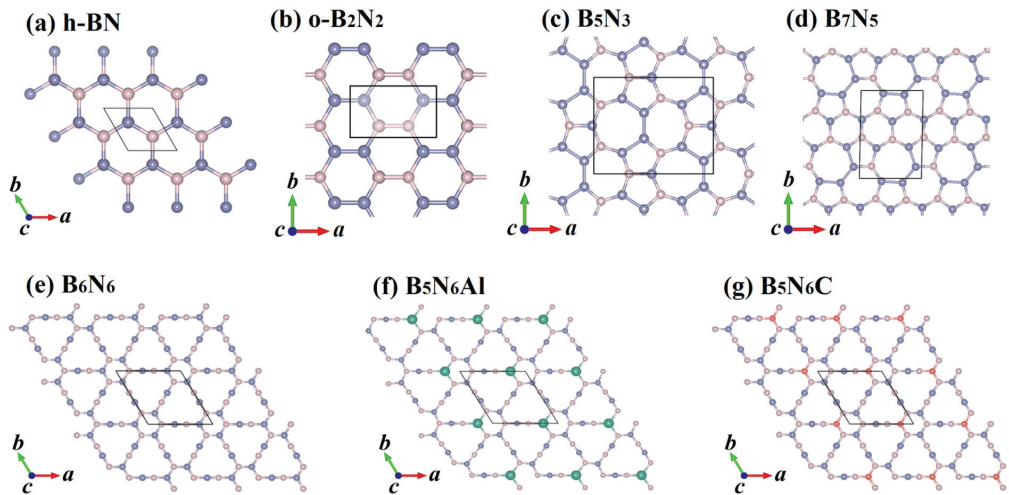 (a) h-BN
(b) o-B₂N₂
(c) B₅N₃
(d) B₇N₅
b
a
c
b
a
c
b
a
c
b
a
c
(e) B₆N₆
(f) B₅N₆Al
(g) B₅N₆C
b
a
c
b
a
c
b
a
c